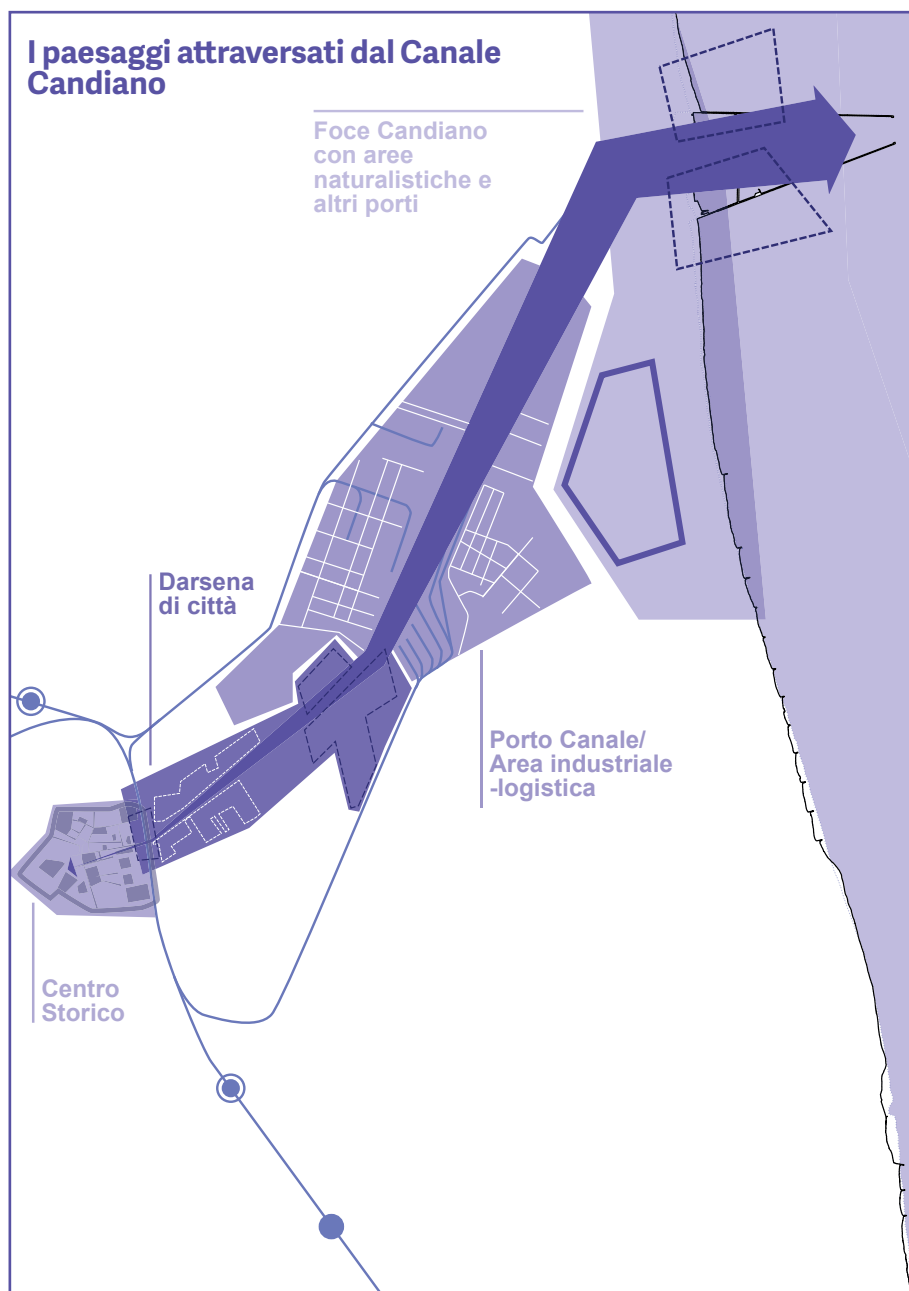 I paesaggi attraversati dal Canale
Candiano
Foce Candiano
con aree
naturalistiche e
altri porti
Darsena
di città
Porto Canale/
Area industriale
-logistica
Centro
Storico